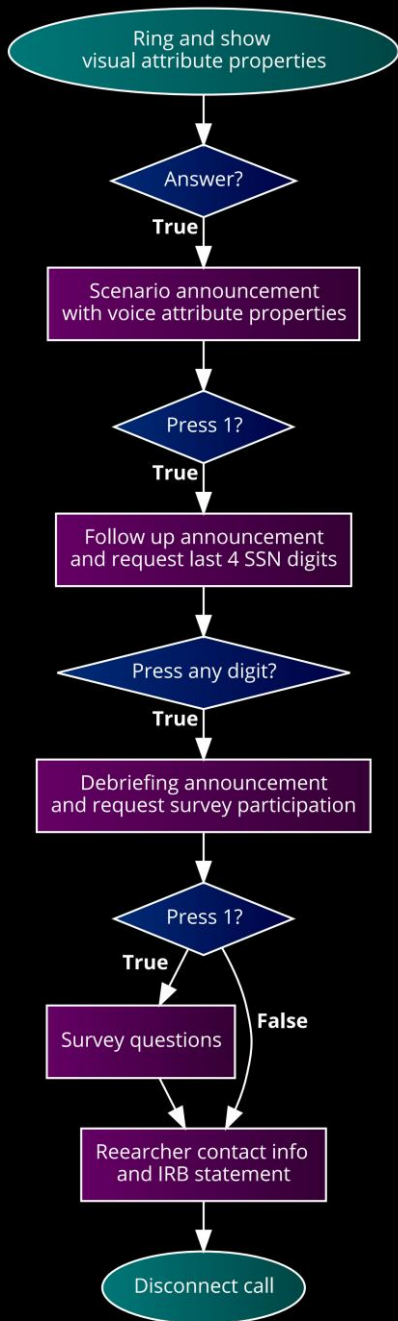 Ring and show
visual attribute properties
Answer?
True
Scenario announcement
with voice attribute properties
Press 1?
True
Follow up announcement
and request last 4 SSN digits
Press any digit?
True
Debriefing announcement
and request survey participation
Press 1?
True
False
Survey questions
Reearcher contact info
and IRB statement
Disconnect call